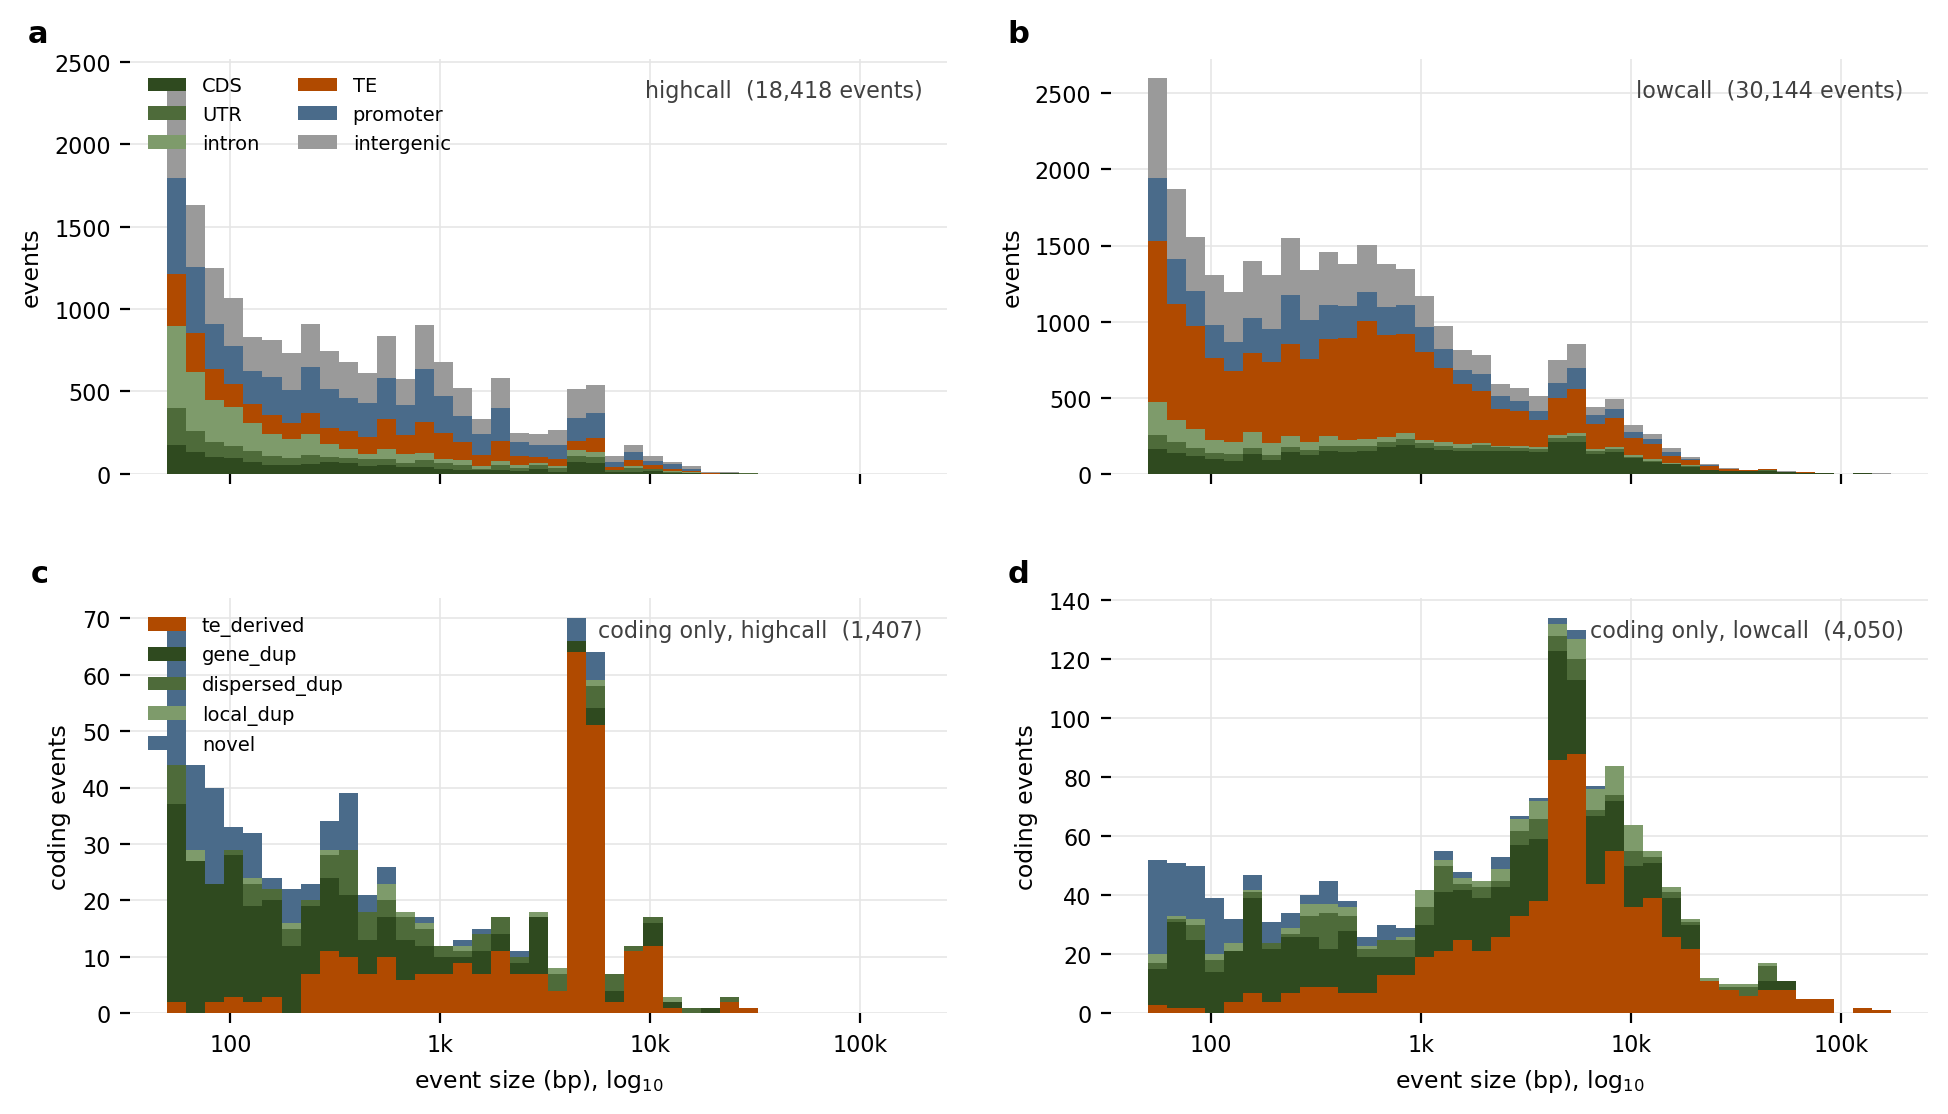 a
2500
2000
1500
1000
500
0
events
CDS
UTR
intron
TE
promoter
intergenic
highcall (18,418 events)
b
2500
2000
1500
1000
500
0
events
lowcall (30,144 events)
c
70
60
50
40
30
20
10
0
coding events
te_derived
gene_dup
dispersed_dup
local_dup
novel
coding only, highcall (1,407)
100
1k
10k
100k
event size (bp), log10
d
140
120
100
80
60
40
20
0
coding events
coding only, lowcall (4,050)
100
1k
10k
100k
event size (bp), log10